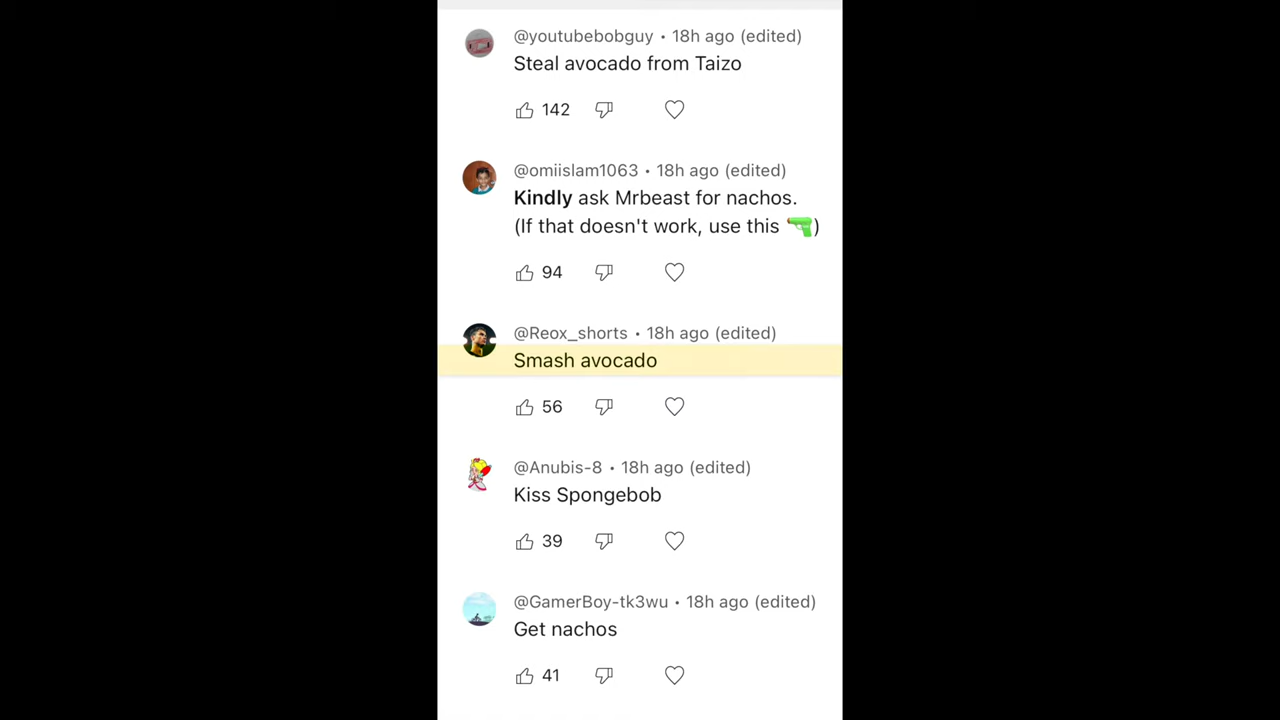 @youtubebobguy • 18h ago (edited)
Steal avocado from Taizo
142
@omiislam1063 • 18h ago (edited)
Kindly ask Mrbeast for nachos.
(If that doesn't work, use this 🔫)
94
@Reox_shorts • 18h ago (edited)
Smash avocado
56
@Anubis-8 • 18h ago (edited)
Kiss Spongebob
39
@GamerBoy-tk3wu • 18h ago (edited)
Get nachos
41